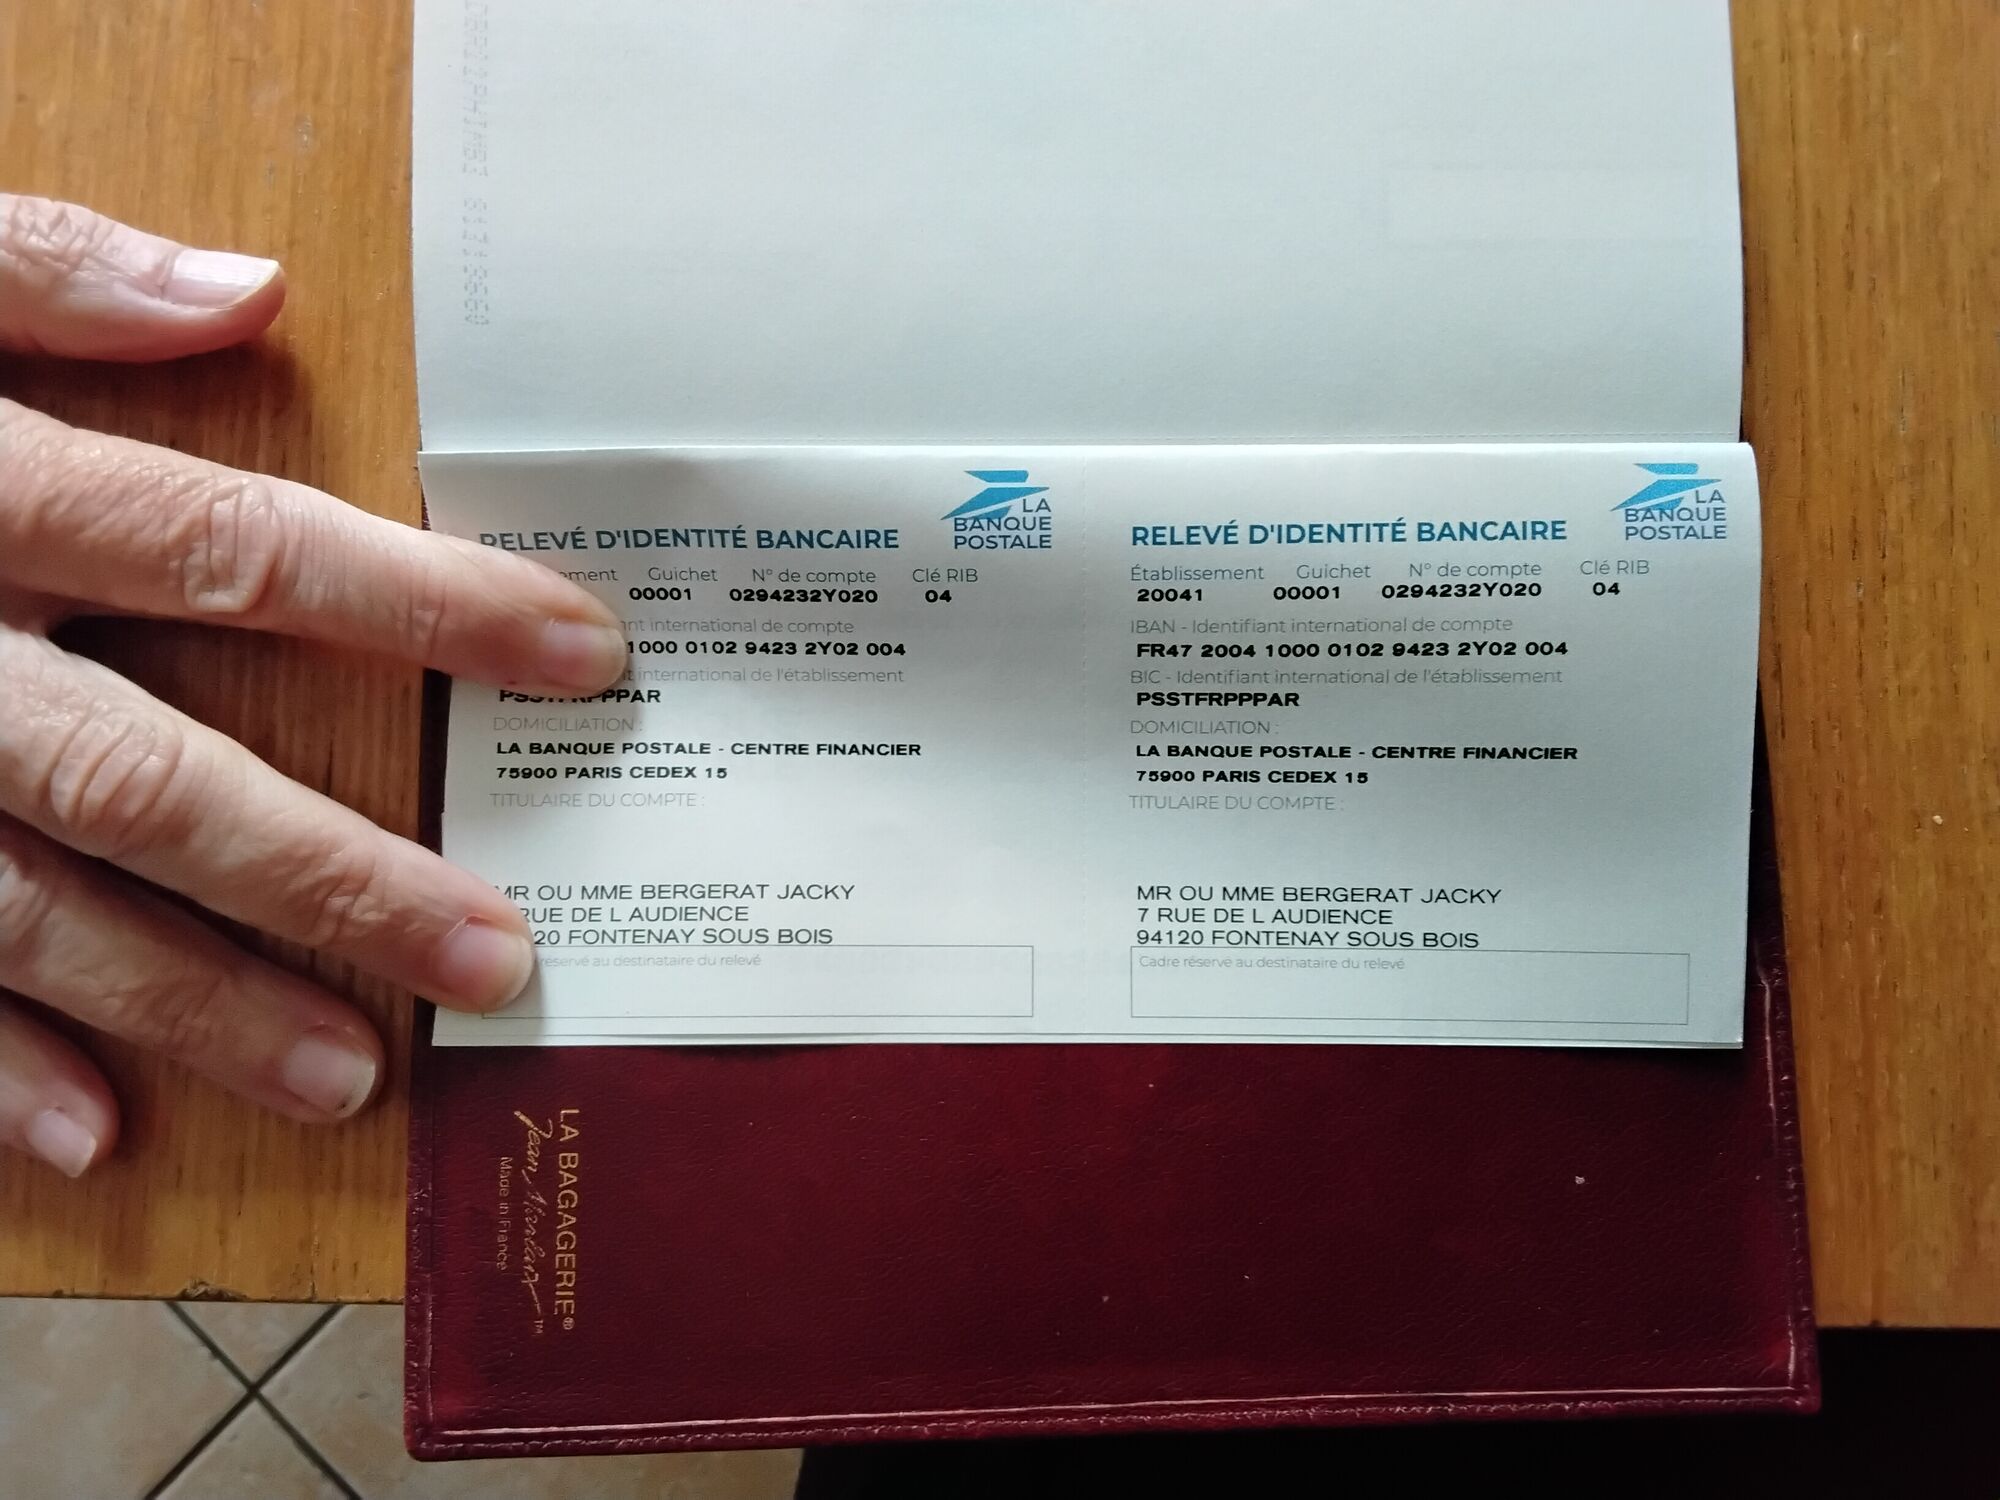 RELEVÉ D'IDENTITÉ BANCAIRE
LA
BANQUE
POSTALE
Guichet N° de compte Clé RIB
00001 0294232Y020 04
international de compte
1000 0102 9423 2Y02 004
international de l'établissement
PSSTFRPPPAR
DOMICILIATION :
LA BANQUE POSTALE - CENTRE FINANCIER
75900 PARIS CEDEX 15
TITULAIRE DU COMPTE :
MR OU MME BERGERAT JACKY
RUE DE L AUDIENCE
20 FONTENAY SOUS BOIS
réservé au destinataire du relevé
RELEVÉ D'IDENTITÉ BANCAIRE
LA
BANQUE
POSTALE
Établissement Guichet N° de compte Clé RIB
20041 00001 0294232Y020 04
IBAN - Identifiant international de compte
FR47 2004 1000 0102 9423 2Y02 004
BIC - Identifiant international de l'établissement
PSSTFRPPPAR
DOMICILIATION :
LA BANQUE POSTALE - CENTRE FINANCIER
75900 PARIS CEDEX 15
TITULAIRE DU COMPTE :
MR OU MME BERGERAT JACKY
7 RUE DE L AUDIENCE
94120 FONTENAY SOUS BOIS
Cadre réservé au destinataire du relevé
LA BAGAGERIE®
Jean Marlaix™
Made in France